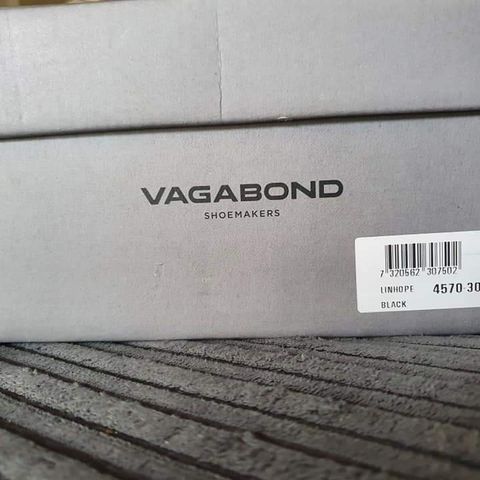 VAGABOND
SHOEMAKERS
7 320562 307502
LINHOPE 4570-30
BLACK